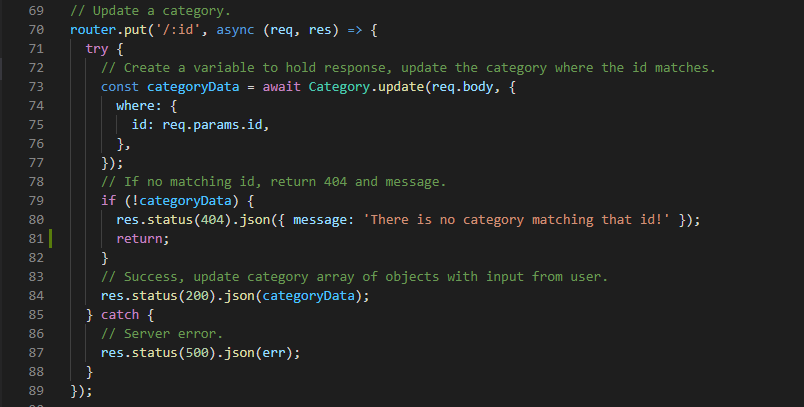 69 // Update a category.
70 router.put('/:id', async (req, res) => {
71   try {
72     // Create a variable to hold response, update the category where the id matches.
73     const categoryData = await Category.update(req.body, {
74       where: {
75         id: req.params.id,
76       },
77     });
78     // If no matching id, return 404 and message.
79     if (!categoryData) {
80       res.status(404).json({ message: 'There is no category matching that id!' });
81       return;
82     }
83     // Success, update category array of objects with input from user.
84     res.status(200).json(categoryData);
85   } catch {
86     // Server error.
87     res.status(500).json(err);
88   }
89 });